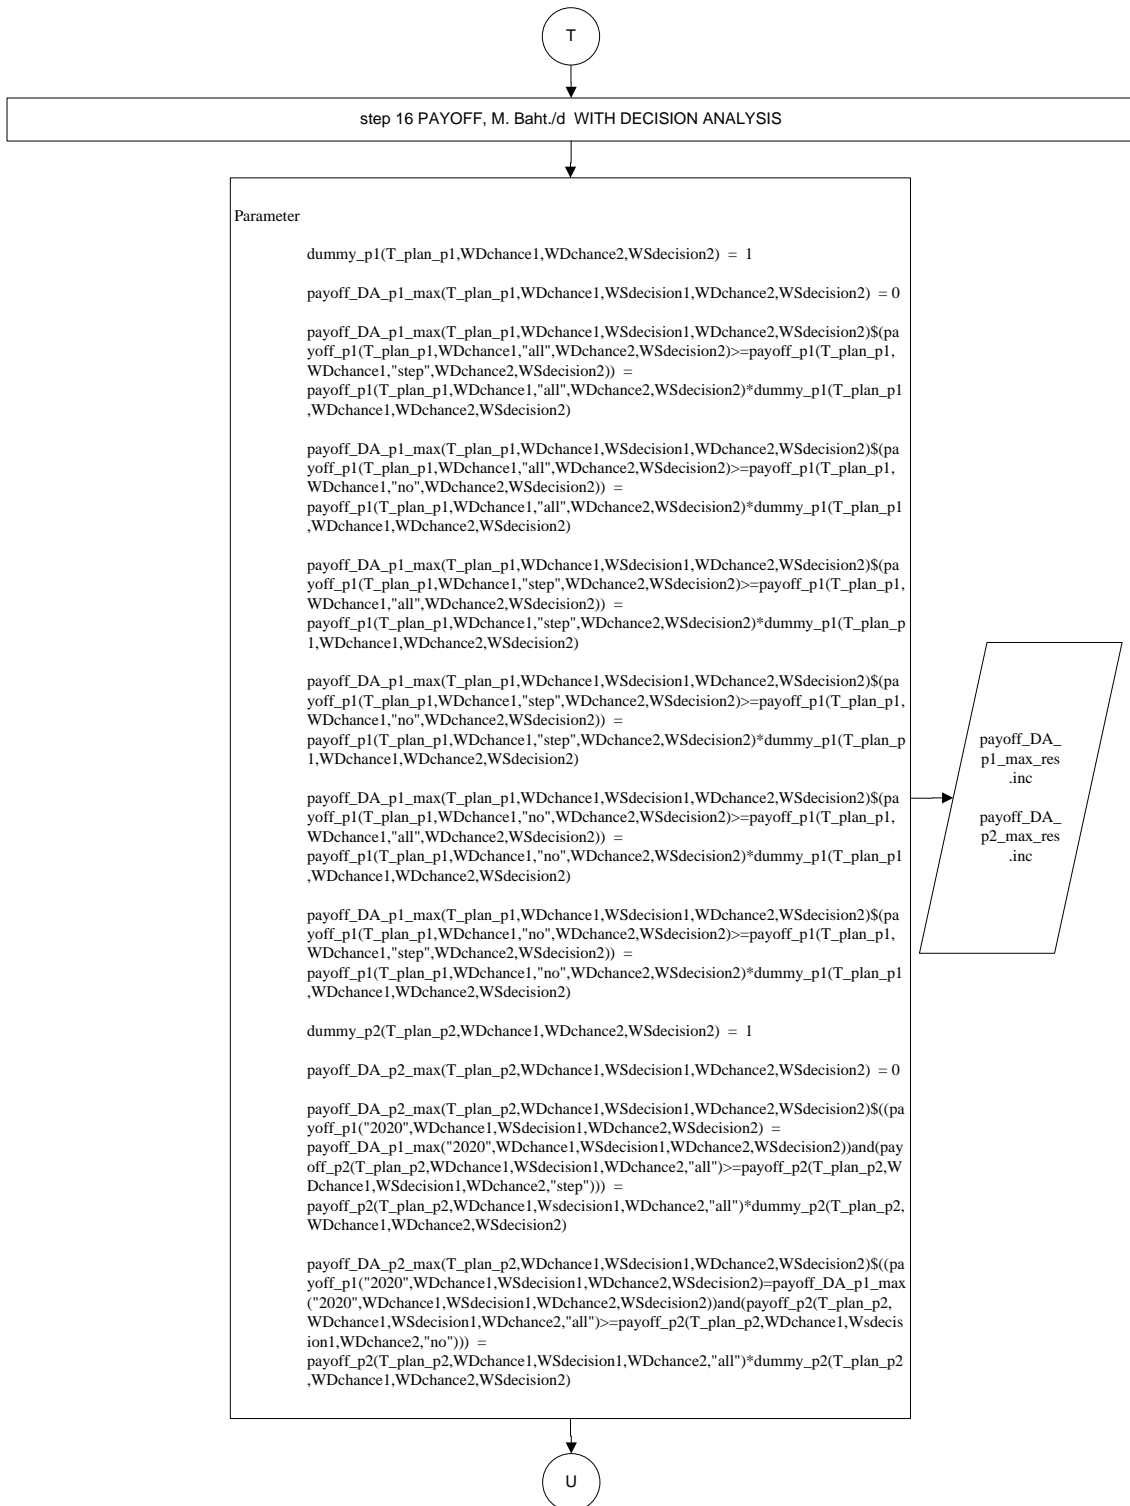 T
step 16 PAYOFF, M. Baht./d  WITH DECISION ANALYSIS
Parameter
dummy_p1(T_plan_p1,WDchance1,WDchance2,WSdecision2)  =  1
payoff_DA_p1_max(T_plan_p1,WDchance1,WSdecision1,WDchance2,WSdecision2)  = 0
payoff_DA_p1_max(T_plan_p1,WDchance1,WSdecision1,WDchance2,WSdecision2)$(pa
yoff_p1(T_plan_p1,WDchance1,"all",WDchance2,WSdecision2)>=payoff_p1(T_plan_p1,
WDchance1,"step",WDchance2,WSdecision2))  =
payoff_p1(T_plan_p1,WDchance1,"all",WDchance2,WSdecision2)*dummy_p1(T_plan_p1
,WDchance1,WDchance2,WSdecision2)
payoff_DA_p1_max(T_plan_p1,WDchance1,WSdecision1,WDchance2,WSdecision2)$(pa
yoff_p1(T_plan_p1,WDchance1,"all",WDchance2,WSdecision2)>=payoff_p1(T_plan_p1,
WDchance1,"no",WDchance2,WSdecision2))  =
payoff_p1(T_plan_p1,WDchance1,"all",WDchance2,WSdecision2)*dummy_p1(T_plan_p1
,WDchance1,WDchance2,WSdecision2)
payoff_DA_p1_max(T_plan_p1,WDchance1,WSdecision1,WDchance2,WSdecision2)$(pa
yoff_p1(T_plan_p1,WDchance1,"step",WDchance2,WSdecision2)>=payoff_p1(T_plan_p1,
WDchance1,"all",WDchance2,WSdecision2))  =
payoff_p1(T_plan_p1,WDchance1,"step",WDchance2,WSdecision2)*dummy_p1(T_plan_p
1,WDchance1,WDchance2,WSdecision2)
payoff_DA_p1_max(T_plan_p1,WDchance1,WSdecision1,WDchance2,WSdecision2)$(pa
yoff_p1(T_plan_p1,WDchance1,"step",WDchance2,WSdecision2)>=payoff_p1(T_plan_p1,
WDchance1,"no",WDchance2,WSdecision2))  =
payoff_p1(T_plan_p1,WDchance1,"step",WDchance2,WSdecision2)*dummy_p1(T_plan_p
1,WDchance1,WDchance2,WSdecision2)
payoff_DA_p1_max(T_plan_p1,WDchance1,WSdecision1,WDchance2,WSdecision2)$(pa
yoff_p1(T_plan_p1,WDchance1,"no",WDchance2,WSdecision2)>=payoff_p1(T_plan_p1,
WDchance1,"all",WDchance2,WSdecision2))  =
payoff_p1(T_plan_p1,WDchance1,"no",WDchance2,WSdecision2)*dummy_p1(T_plan_p1
,WDchance1,WDchance2,WSdecision2)
payoff_DA_p1_max(T_plan_p1,WDchance1,WSdecision1,WDchance2,WSdecision2)$(pa
yoff_p1(T_plan_p1,WDchance1,"no",WDchance2,WSdecision2)>=payoff_p1(T_plan_p1,
WDchance1,"step",WDchance2,WSdecision2))  =
payoff_p1(T_plan_p1,WDchance1,"no",WDchance2,WSdecision2)*dummy_p1(T_plan_p1
,WDchance1,WDchance2,WSdecision2)
dummy_p2(T_plan_p2,WDchance1,WDchance2,WSdecision2)  =  1
payoff_DA_p2_max(T_plan_p2,WDchance1,WSdecision1,WDchance2,WSdecision2)  = 0
payoff_DA_p2_max(T_plan_p2,WDchance1,WSdecision1,WDchance2,WSdecision2)$((pa
yoff_p1("2020",WDchance1,WSdecision1,WDchance2,WSdecision2)  =
payoff_DA_p1_max("2020",WDchance1,WSdecision1,WDchance2,WSdecision2))and(pay
off_p2(T_plan_p2,WDchance1,WSdecision1,WDchance2,"all")>=payoff_p2(T_plan_p2,W
Dchance1,WSdecision1,WDchance2,"step")))  =
payoff_p2(T_plan_p2,WDchance1,Wsdecision1,WDchance2,"all")*dummy_p2(T_plan_p2,
WDchance1,WDchance2,WSdecision2)
payoff_DA_p2_max(T_plan_p2,WDchance1,WSdecision1,WDchance2,WSdecision2)$((pa
yoff_p1("2020",WDchance1,WSdecision1,WDchance2,WSdecision2)=payoff_DA_p1_max
("2020",WDchance1,WSdecision1,WDchance2,WSdecision2))and(payoff_p2(T_plan_p2,
WDchance1,WSdecision1,WDchance2,"all")>=payoff_p2(T_plan_p2,WDchance1,Wsdecis
ion1,WDchance2,"no")))  =
payoff_p2(T_plan_p2,WDchance1,WSdecision1,WDchance2,"all")*dummy_p2(T_plan_p2
,WDchance1,WDchance2,WSdecision2)
payoff_DA_
p1_max_res
.inc
payoff_DA_
p2_max_res
.inc
U